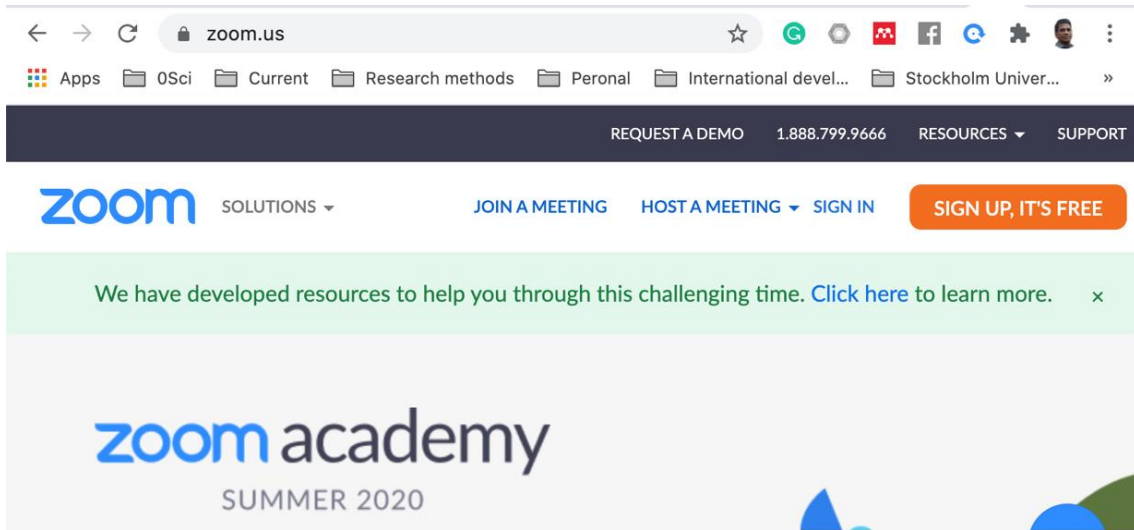 zoom.us
Apps 0Sci Current Research methods Peronal International devel... Stockholm Univer... »
REQUEST A DEMO 1.888.799.9666 RESOURCES SUPPORT
zoom SOLUTIONS JOIN A MEETING HOST A MEETING SIGN IN SIGN UP, IT'S FREE
We have developed resources to help you through this challenging time. Click here to learn more. ×
zoom academy
SUMMER 2020